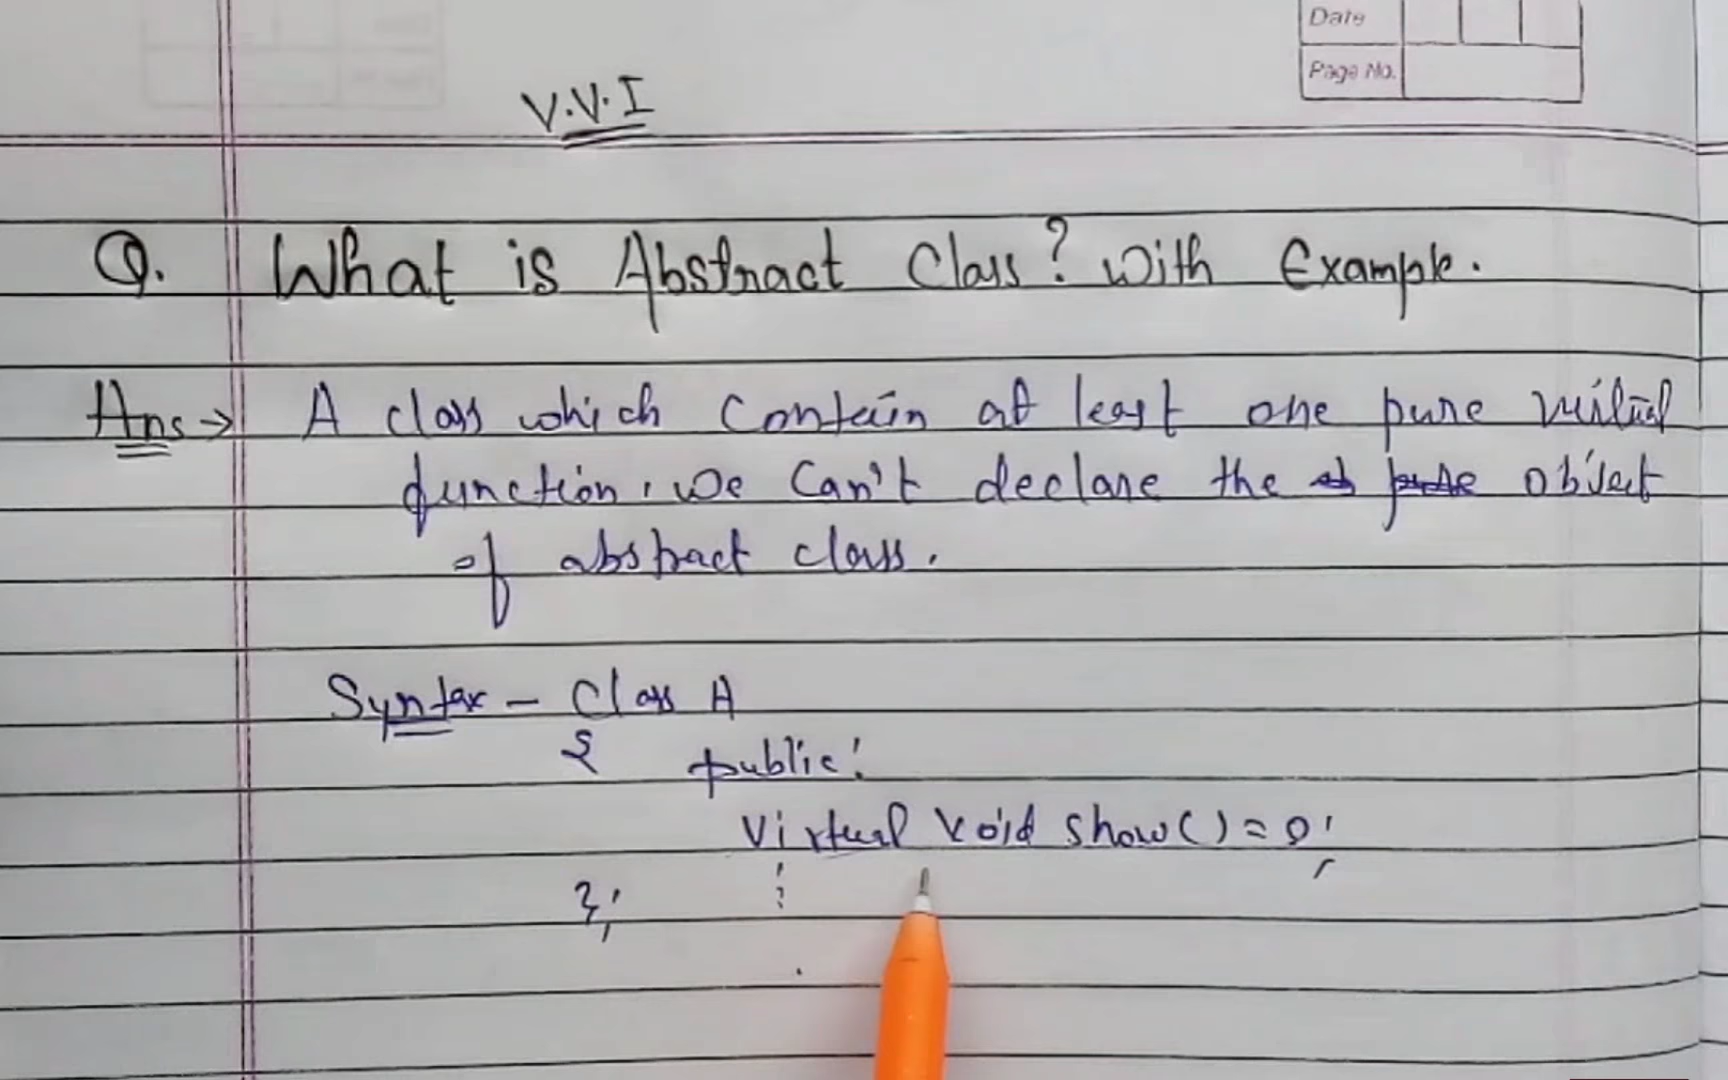 Date
Page No.
V.V.I
Q. What is Abstract Class? With Example.
Ans → A class which contain at least one pure virtual
function, we can't declare the object
of abstract class.
Syntax - Class A
{ public:
virtual void show() = 0;
};